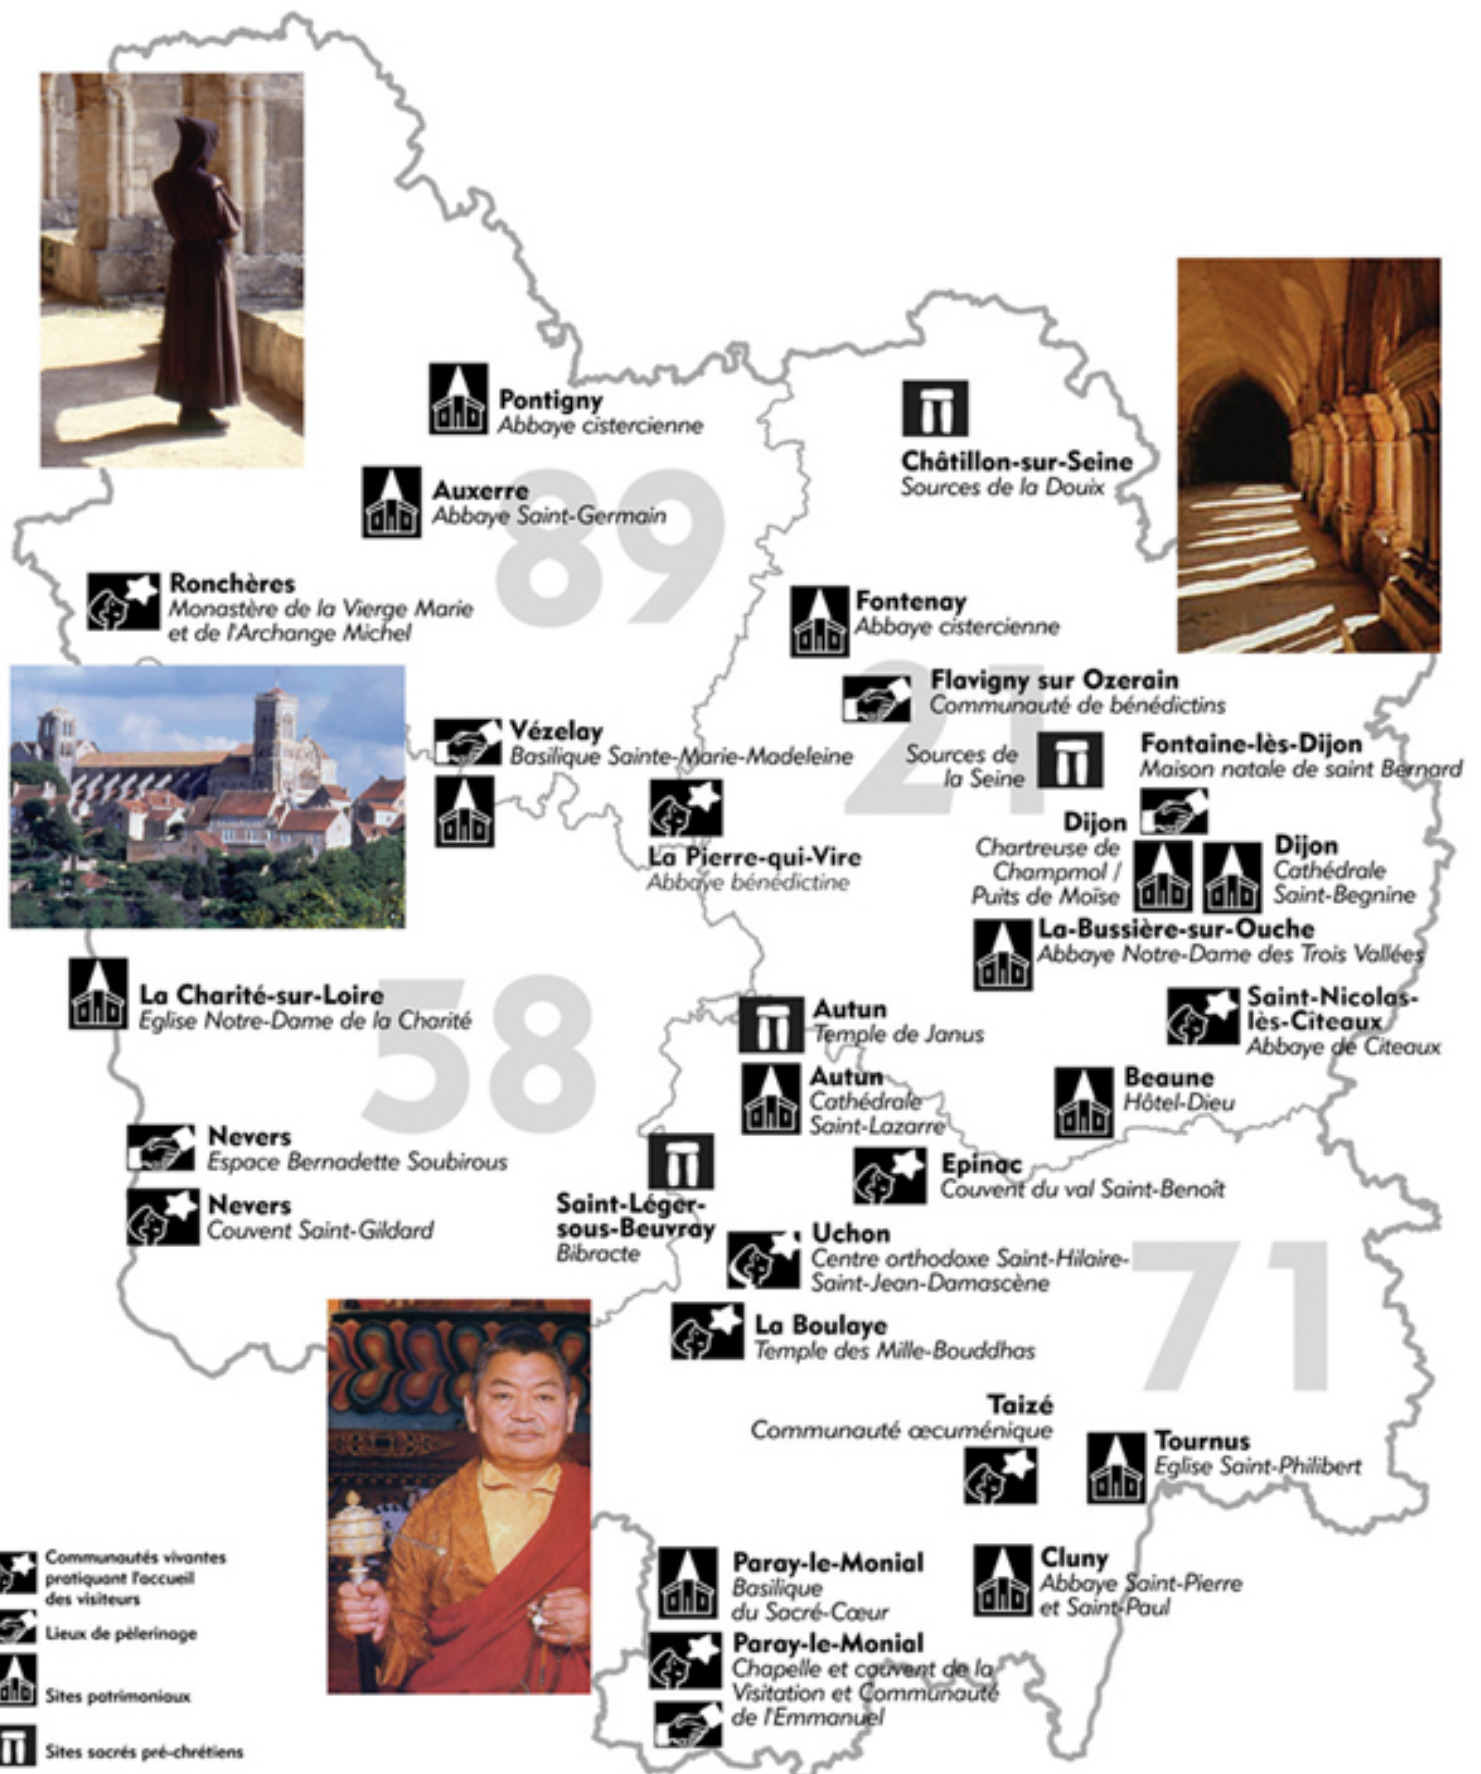 Pontigny
Abbaye cistercienne
Châtillon-sur-Seine
Sources de la Douix
89
Auxerre
Abbaye Saint-Germain
Ronchères
Monastère de la Vierge Marie
et de l'Archange Michel
Fontenay
Abbaye cistercienne
21
Flavigny sur Ozerain
Communauté de bénédictins
Vézelay
Basilique Sainte-Marie-Madeleine
Sources de
la Seine
Fontaine-lès-Dijon
Maison natale de saint Bernard
La Pierre-qui-Vire
Abbaye bénédictine
Dijon
Chartreuse de
Champmol /
Puits de Moïse
Dijon
Cathédrale
Saint-Begnine
La-Bussière-sur-Ouche
Abbaye Notre-Dame des Trois Vallées
La Charité-sur-Loire
Eglise Notre-Dame de la Charité
58
Autun
Temple de Janus
Saint-Nicolas-
lès-Citeaux
Abbaye de Citeaux
Autun
Cathédrale
Saint-Lazarre
Beaune
Hôtel-Dieu
Nevers
Espace Bernadette Soubirous
Epinac
Couvent du val Saint-Benoît
Nevers
Couvent Saint-Gildard
Saint-Léger-
sous-Beuvray
Bibracte
Uchon
Centre orthodoxe Saint-Hilaire-
Saint-Jean-Damascène
71
La Boulaye
Temple des Mille-Bouddhas
Taizé
Communauté œcuménique
Tournus
Eglise Saint-Philibert
Paray-le-Monial
Basilique
du Sacré-Cœur
Cluny
Abbaye Saint-Pierre
et Saint-Paul
Paray-le-Monial
Chapelle et couvent de la
Visitation et Communauté
de l'Emmanuel
Communautés vivantes
pratiquant l'accueil
des visiteurs
Lieux de pèlerinage
Sites patrimoniaux
Sites sacrés pré-chrétiens